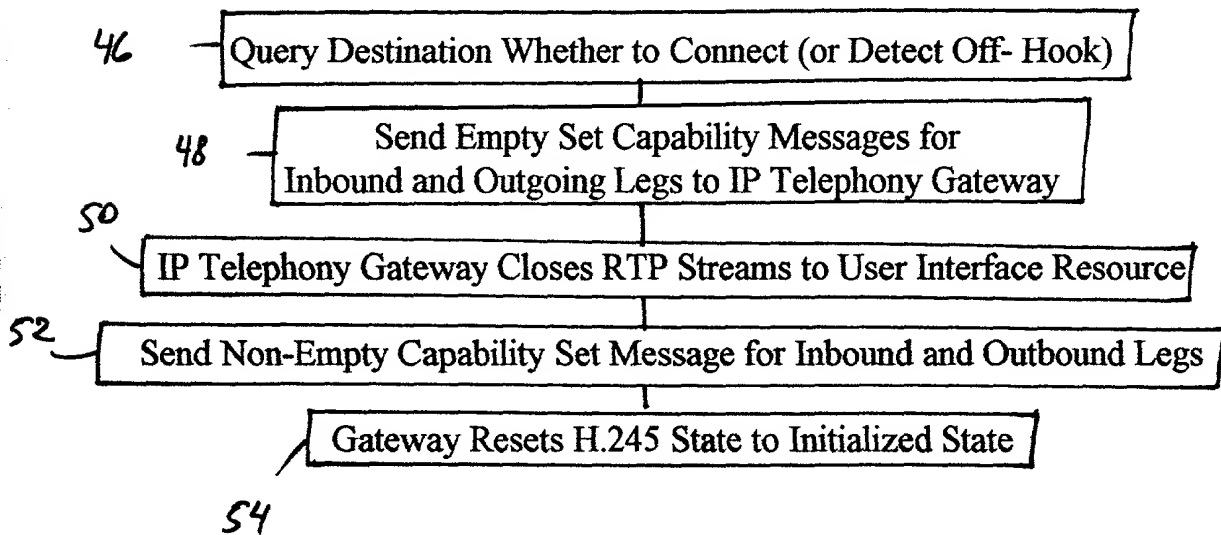 46
Query Destination Whether to Connect (or Detect Off- Hook)
48
Send Empty Set Capability Messages for
Inbound and Outgoing Legs to IP Telephony Gateway
50
IP Telephony Gateway Closes RTP Streams to User Interface Resource
52
Send Non-Empty Capability Set Message for Inbound and Outbound Legs
Gateway Resets H.245 State to Initialized State
54